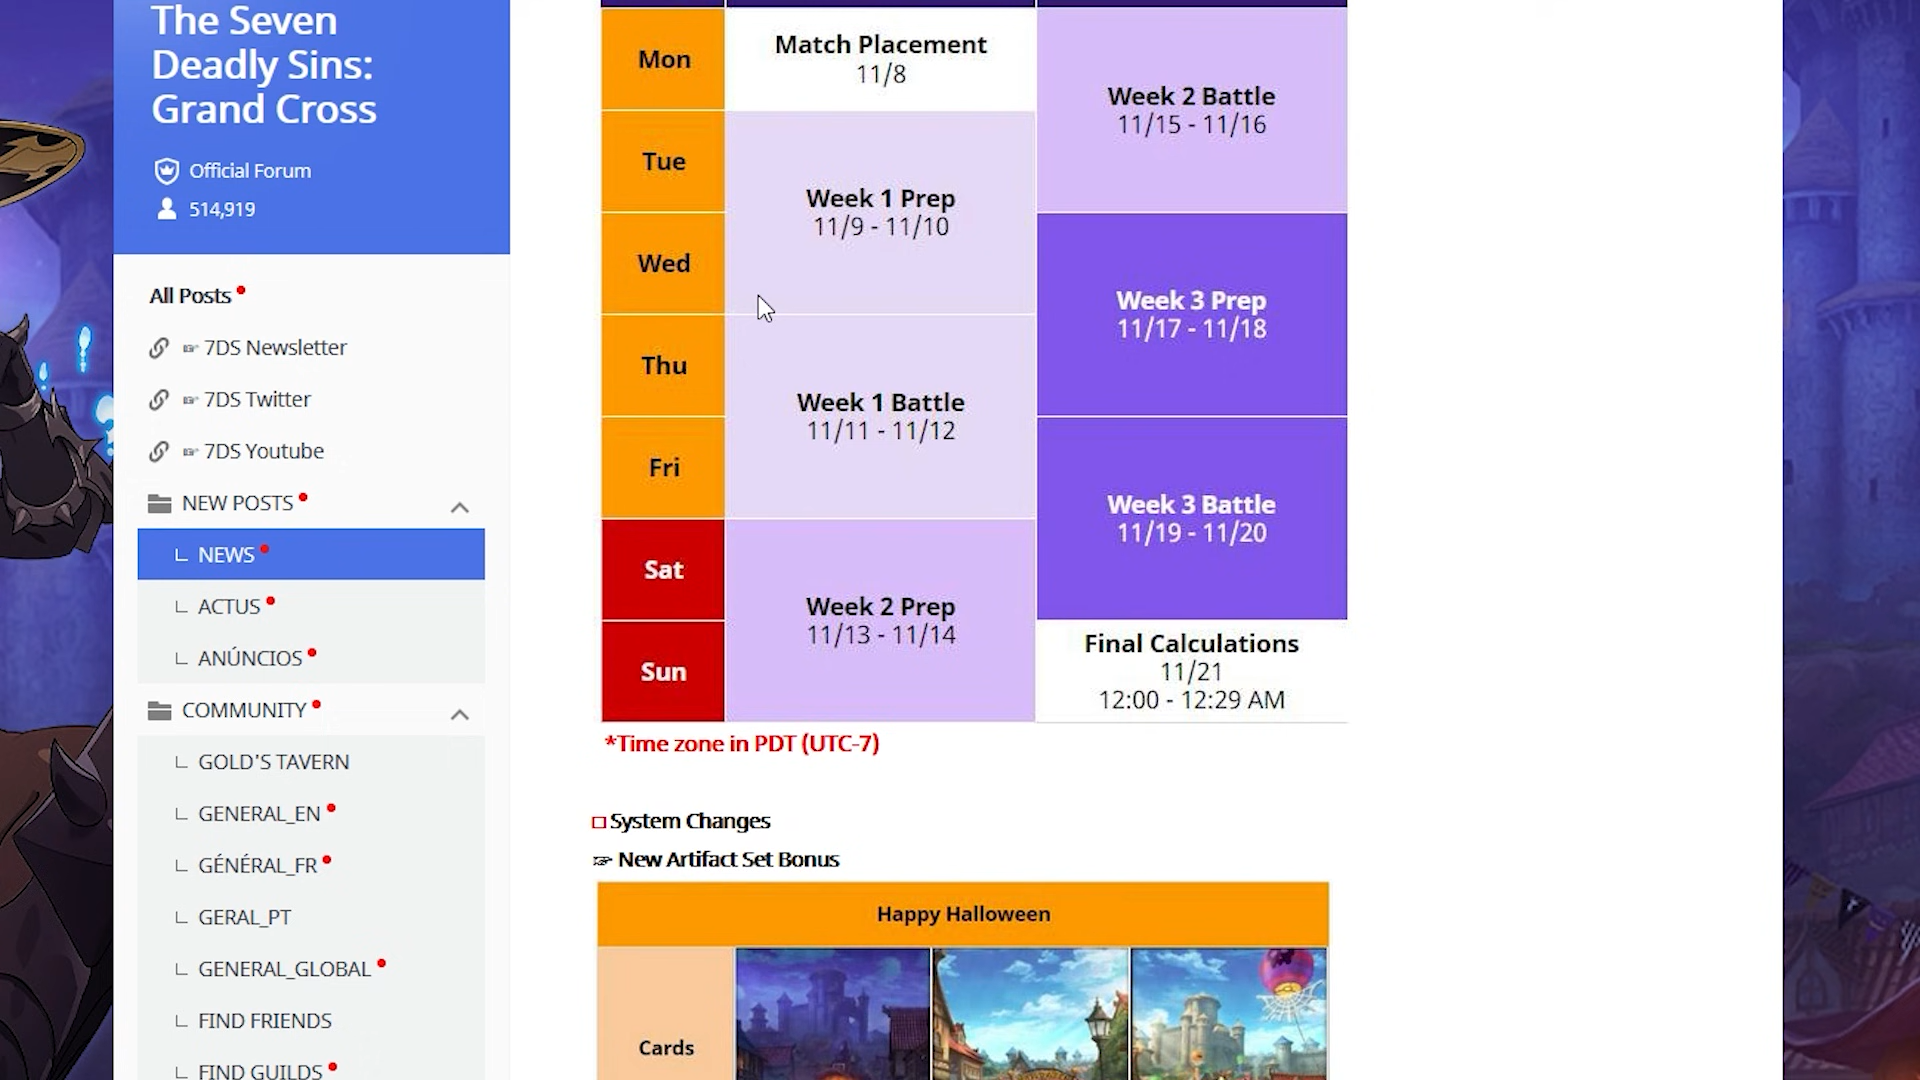 The Seven
Deadly Sins:
Grand Cross
Official Forum
514,919
All Posts
☞ 7DS Newsletter
☞ 7DS Twitter
☞ 7DS Youtube
NEW POSTS
NEWS
ACTUS
ANÚNCIOS
COMMUNITY
GOLD'S TAVERN
GENERAL_EN
GÉNÉRAL_FR
GERAL_PT
GENERAL_GLOBAL
FIND FRIENDS
FIND GUILDS
Mon
Match Placement
11/8
Week 2 Battle
11/15 - 11/16
Tue
Week 1 Prep
11/9 - 11/10
Wed
Week 3 Prep
11/17 - 11/18
Thu
Week 1 Battle
11/11 - 11/12
Fri
Week 3 Battle
11/19 - 11/20
Sat
Week 2 Prep
11/13 - 11/14
Sun
Final Calculations
11/21
12:00 - 12:29 AM
*Time zone in PDT (UTC-7)
□ System Changes
☞ New Artifact Set Bonus
Happy Halloween
Cards